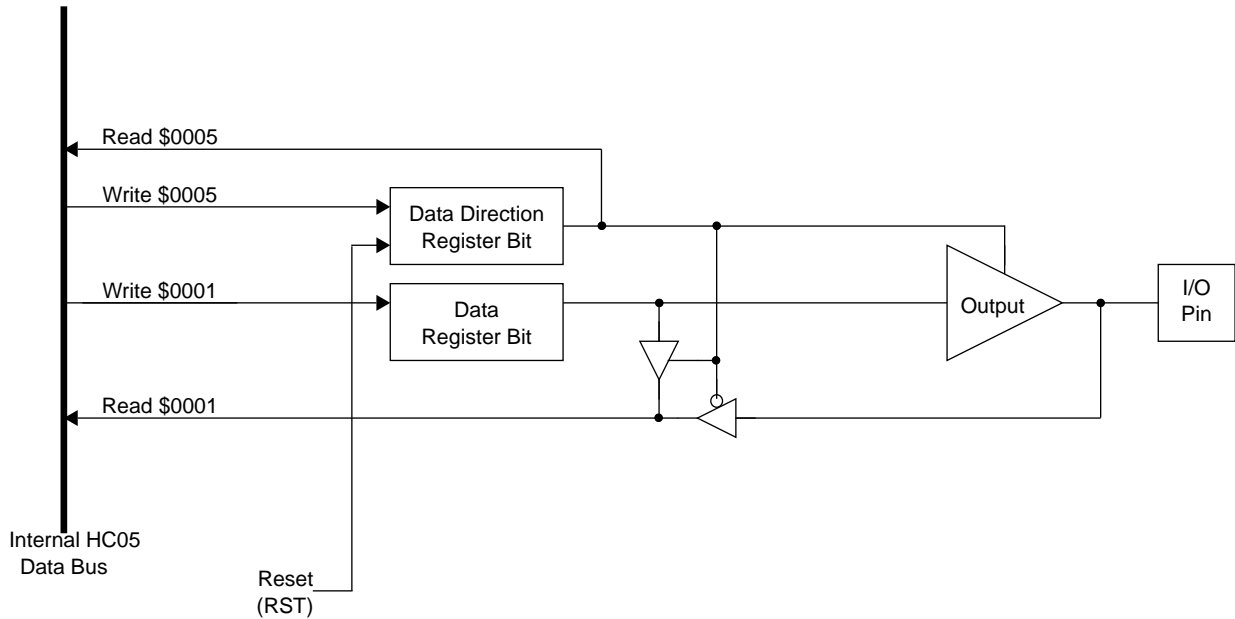 Read $0005
Write $0005
Data Direction
Register Bit
Write $0001
Data
Register Bit
Output
I/O
Pin
Read $0001
Internal HC05
Data Bus
Reset
(RST)